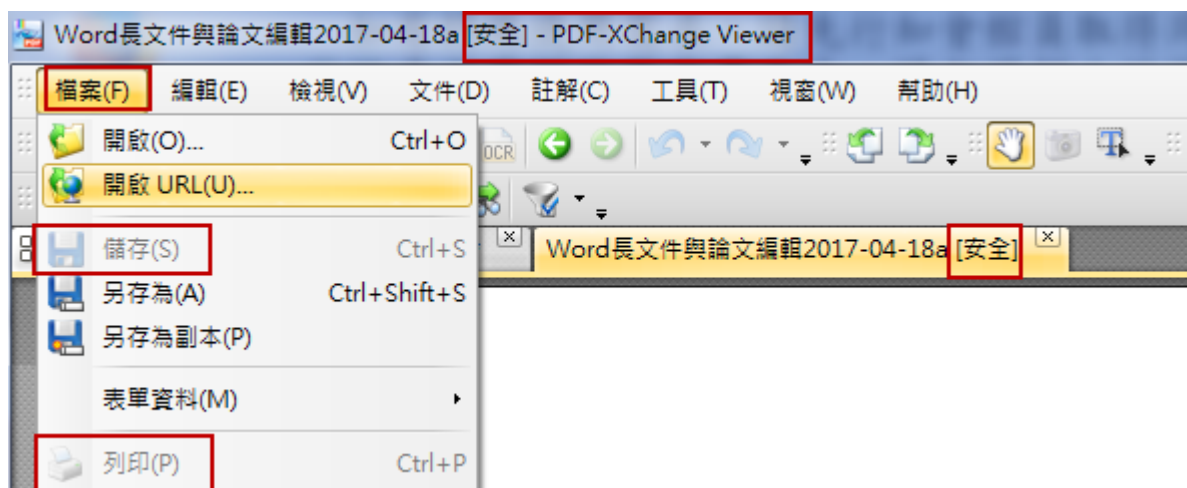 Word長文件與論文編輯2017-04-18a [安全] - PDF-XChange Viewer
檔案(F) 編輯(E) 檢視(V) 文件(D) 註解(C) 工具(T) 視窗(W) 幫助(H)
開啟(O)... Ctrl+O OCR
開啟 URL(U)...
儲存(S) Ctrl+S
Word長文件與論文編輯2017-04-18a [安全]
另存為(A) Ctrl+Shift+S
另存為副本(P)
表單資料(M)
列印(P) Ctrl+P